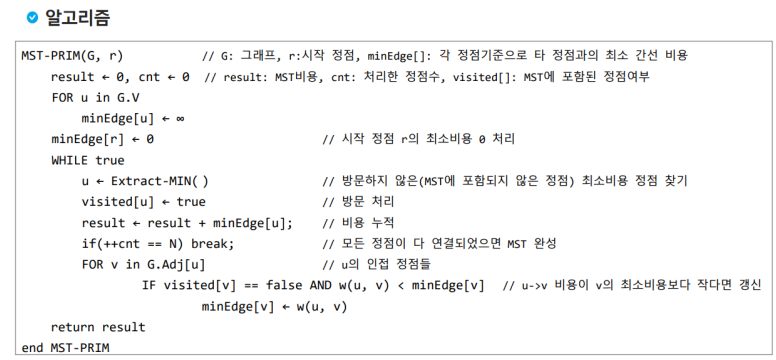 알고리즘
MST-PRIM(G, r) // G: 그래프, r:시작 정점, minEdge[]: 각 정점기준으로 타 정점과의 최소 간선 비용
result ← 0, cnt ← 0 // result: MST비용, cnt: 처리한 정점수, visited[]: MST에 포함된 정점여부
FOR u in G.V
minEdge[u] ← ∞
minEdge[r] ← 0 // 시작 정점 r의 최소비용 0 처리
WHILE true
u ← Extract-MIN( ) // 방문하지 않은(MST에 포함되지 않은 정점) 최소비용 정점 찾기
visited[u] ← true // 방문 처리
result ← result + minEdge[u]; // 비용 누적
if(++cnt == N) break; // 모든 정점이 다 연결되었으면 MST 완성
FOR v in G.Adj[u] // u의 인접 정점들
IF visited[v] == false AND w(u, v) < minEdge[v] // u->v 비용이 v의 최소비용보다 작다면 갱신
minEdge[v] ← w(u, v)
return result
end MST-PRIM